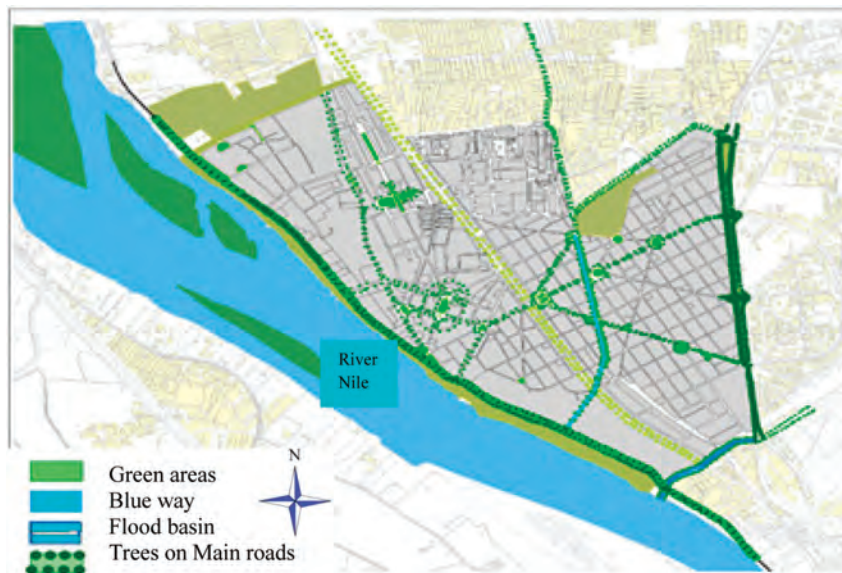 River
Nile
N
Green areas
Blue way
Flood basin
Trees on Main roads